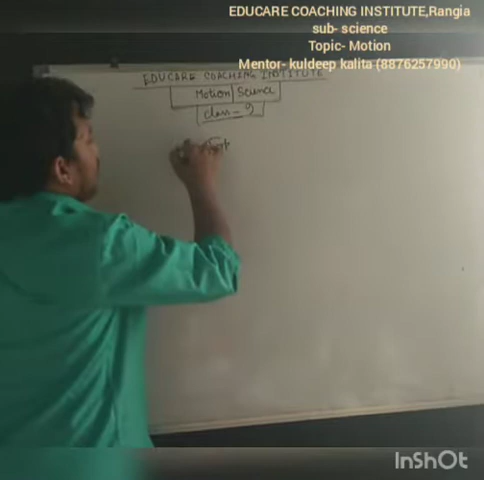 EDUCARE COACHING INSTITUTE,Rangia
sub- science
Topic- Motion
Mentor- kuldeep kalita (8876257990)
EDUCARE COACHING INSTITUTE
Motion Science
class - 9
InShOt